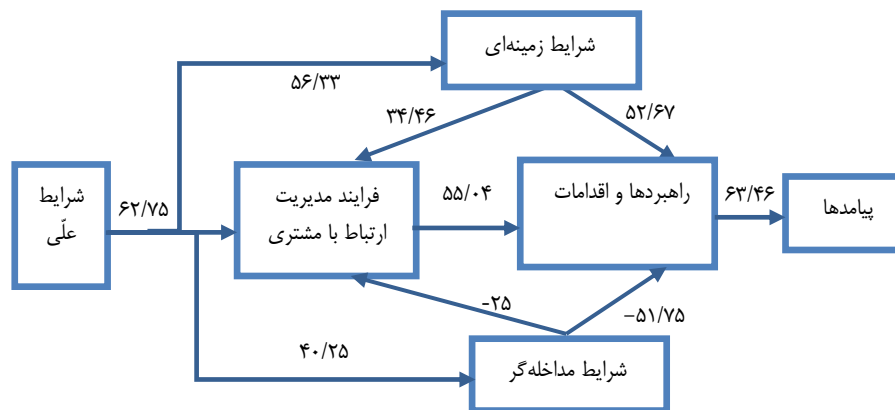 شرایط زمینه‌ای
۵۶/۳۳
۳۴/۴۶
۵۲/۶۷
شرایط
علّی
۶۲/۷۵
فرایند مدیریت
ارتباط با مشتری
۵۵/۰۴
راهبردها و اقدامات
۶۳/۴۶
پیامدها
-۲۵
-۵۱/۷۵
۴۰/۲۵
شرایط مداخله‌گر